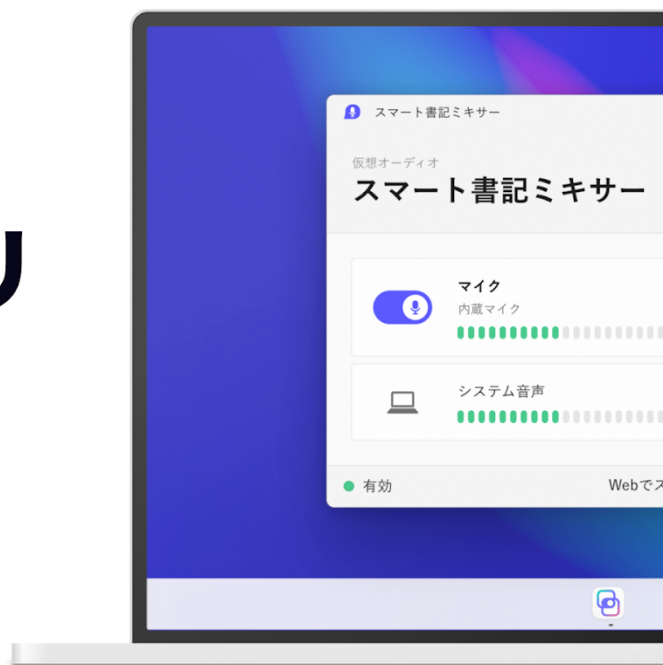 リ
スマート書記ミキサー
仮想オーディオ
スマート書記ミキサー
マイク
内蔵マイク
システム音声
有効
Webでス